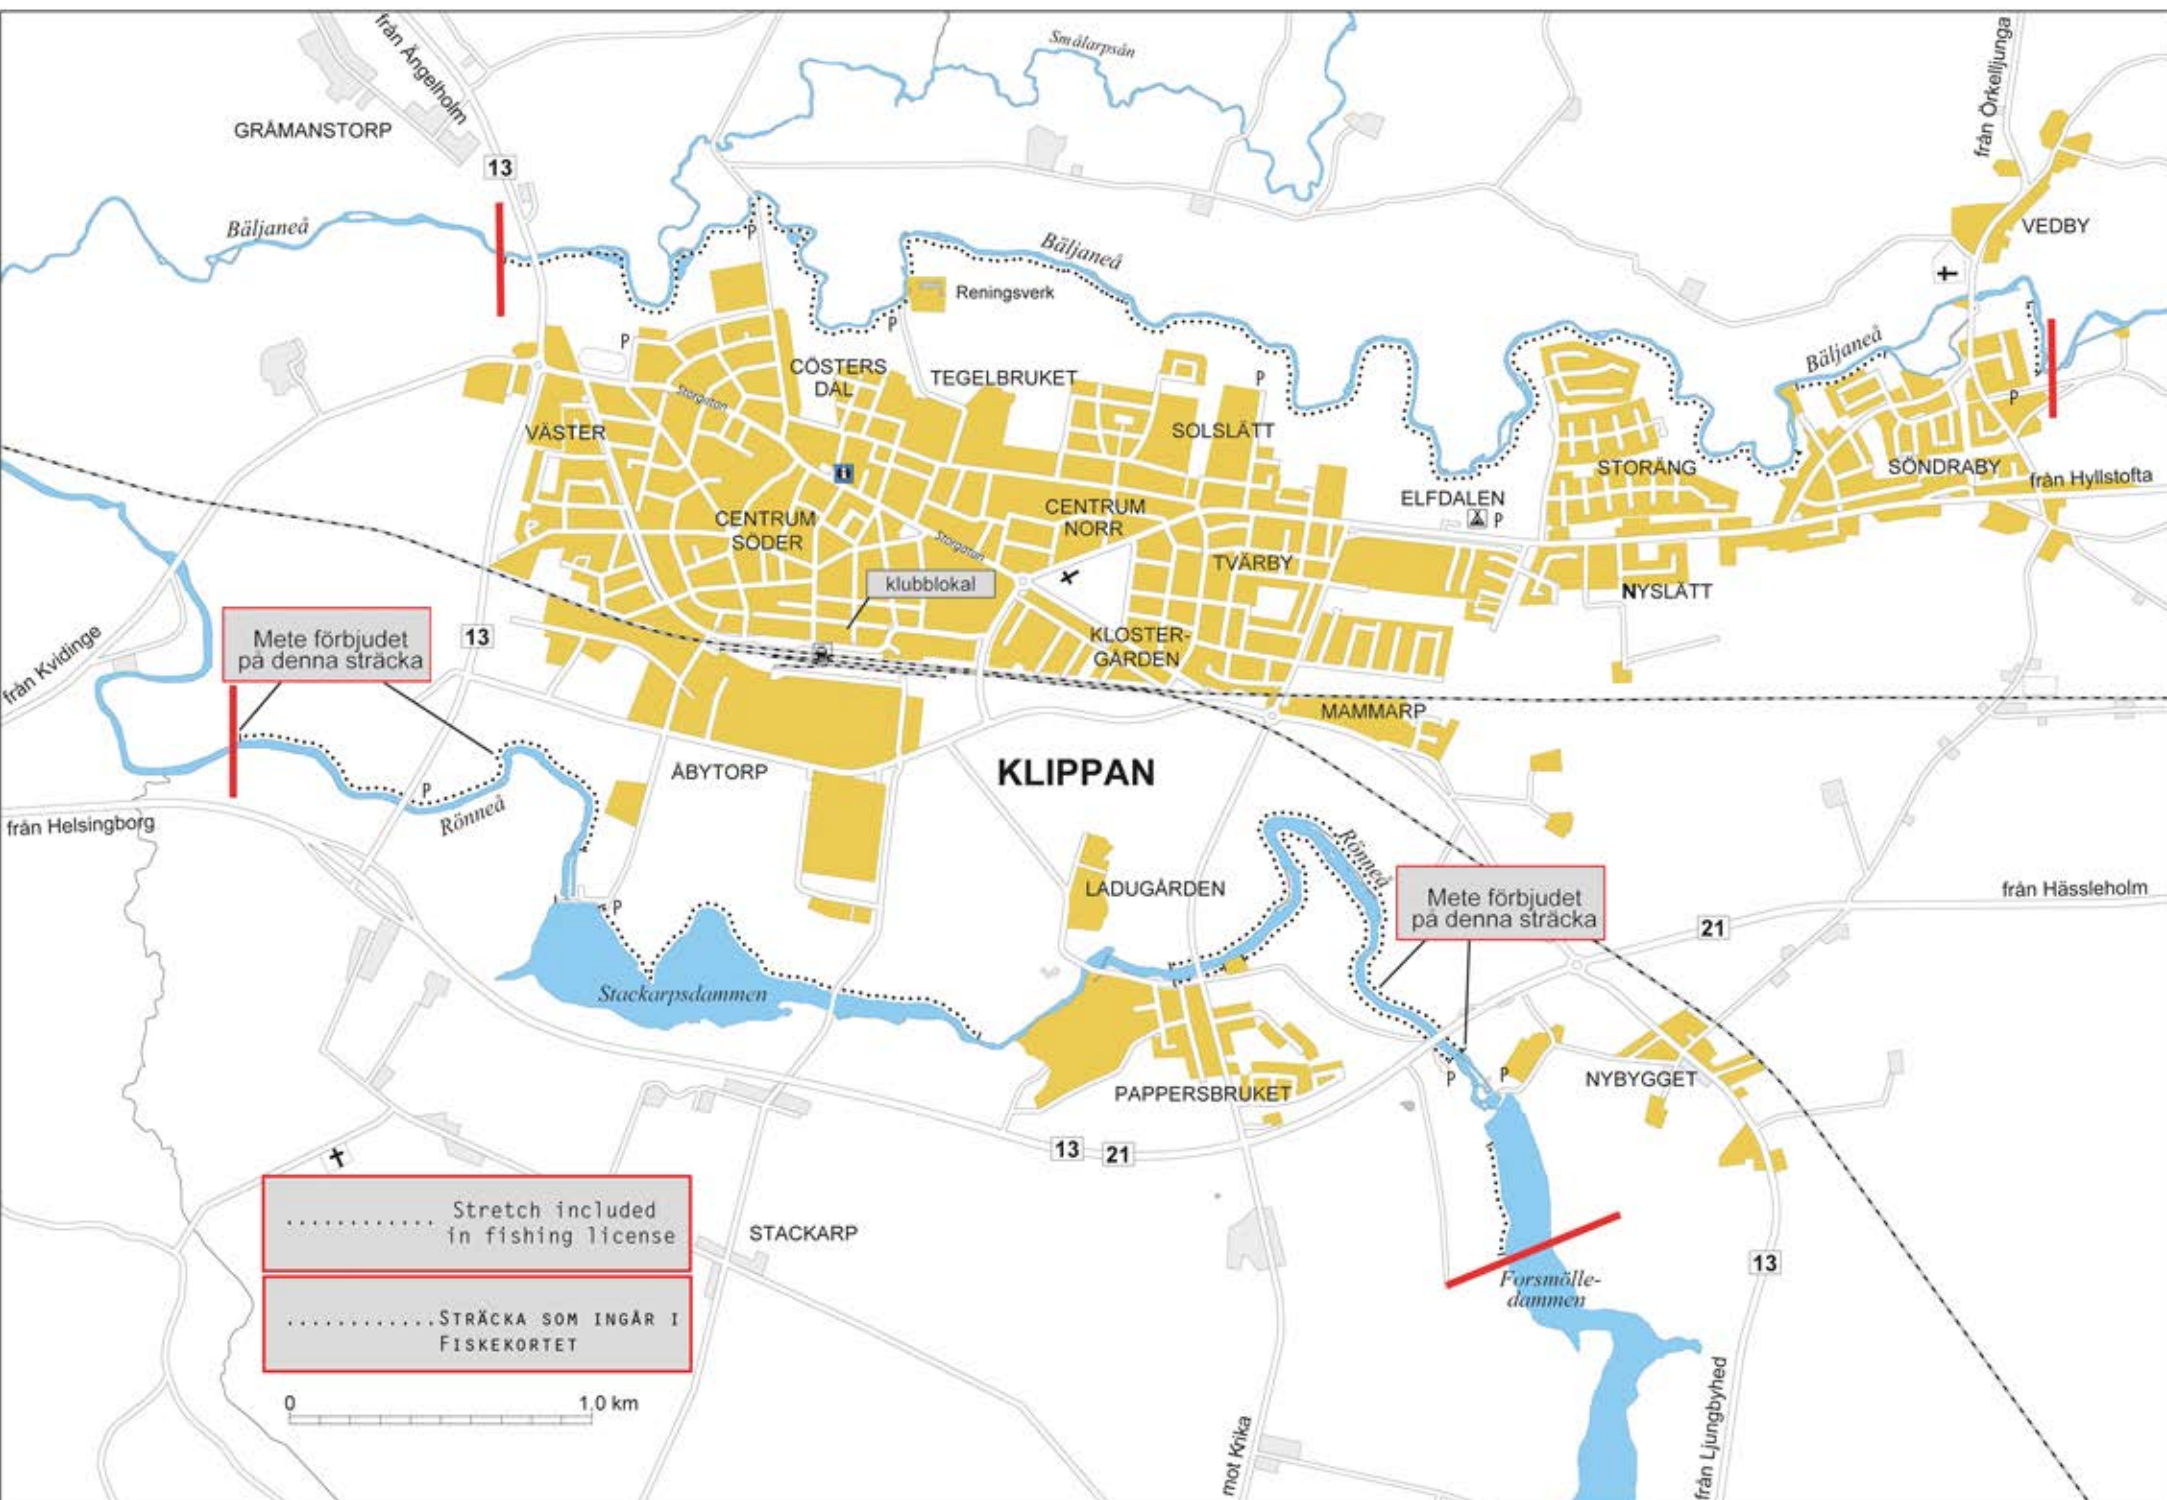 från Ängelholm
Smålarpsån
från Örkelljunga
GRÅMANSTORP
13
Bäljaneå
P
Bäljaneå
VEDBY
Reningsverk
P
P
Bäljaneå
CÖSTERS
DAL
TEGELBRUKET
P
P
Storgatan
VÄSTER
SOLSLÄTT
STORÄNG
SÖNDRABY
från Hyllstofta
i
ELFDALEN
P
CENTRUM
SÖDER
CENTRUM
NORR
Storgatan
TVÄRBY
klubblokal
NYSLÄTT
Mete förbjudet
på denna sträcka
13
från Kvidinge
KLOSTER-
GÅRDEN
MAMMARP
ÅBYTORP
KLIPPAN
P
Rönneå
från Helsingborg
Rönneå
LADUGÅRDEN
Mete förbjudet
på denna sträcka
från Hässleholm
P
21
Stackarpsdammen
P
P
NYBYGGET
PAPPERSBRUKET
13
21
............ Stretch included
in fishing license
STACKARP
13
Forsmölle-
dammen
............STRÄCKA SOM INGÅR I
FISKEKORTET
0 1.0 km
mot Krika
från Ljungbyhed